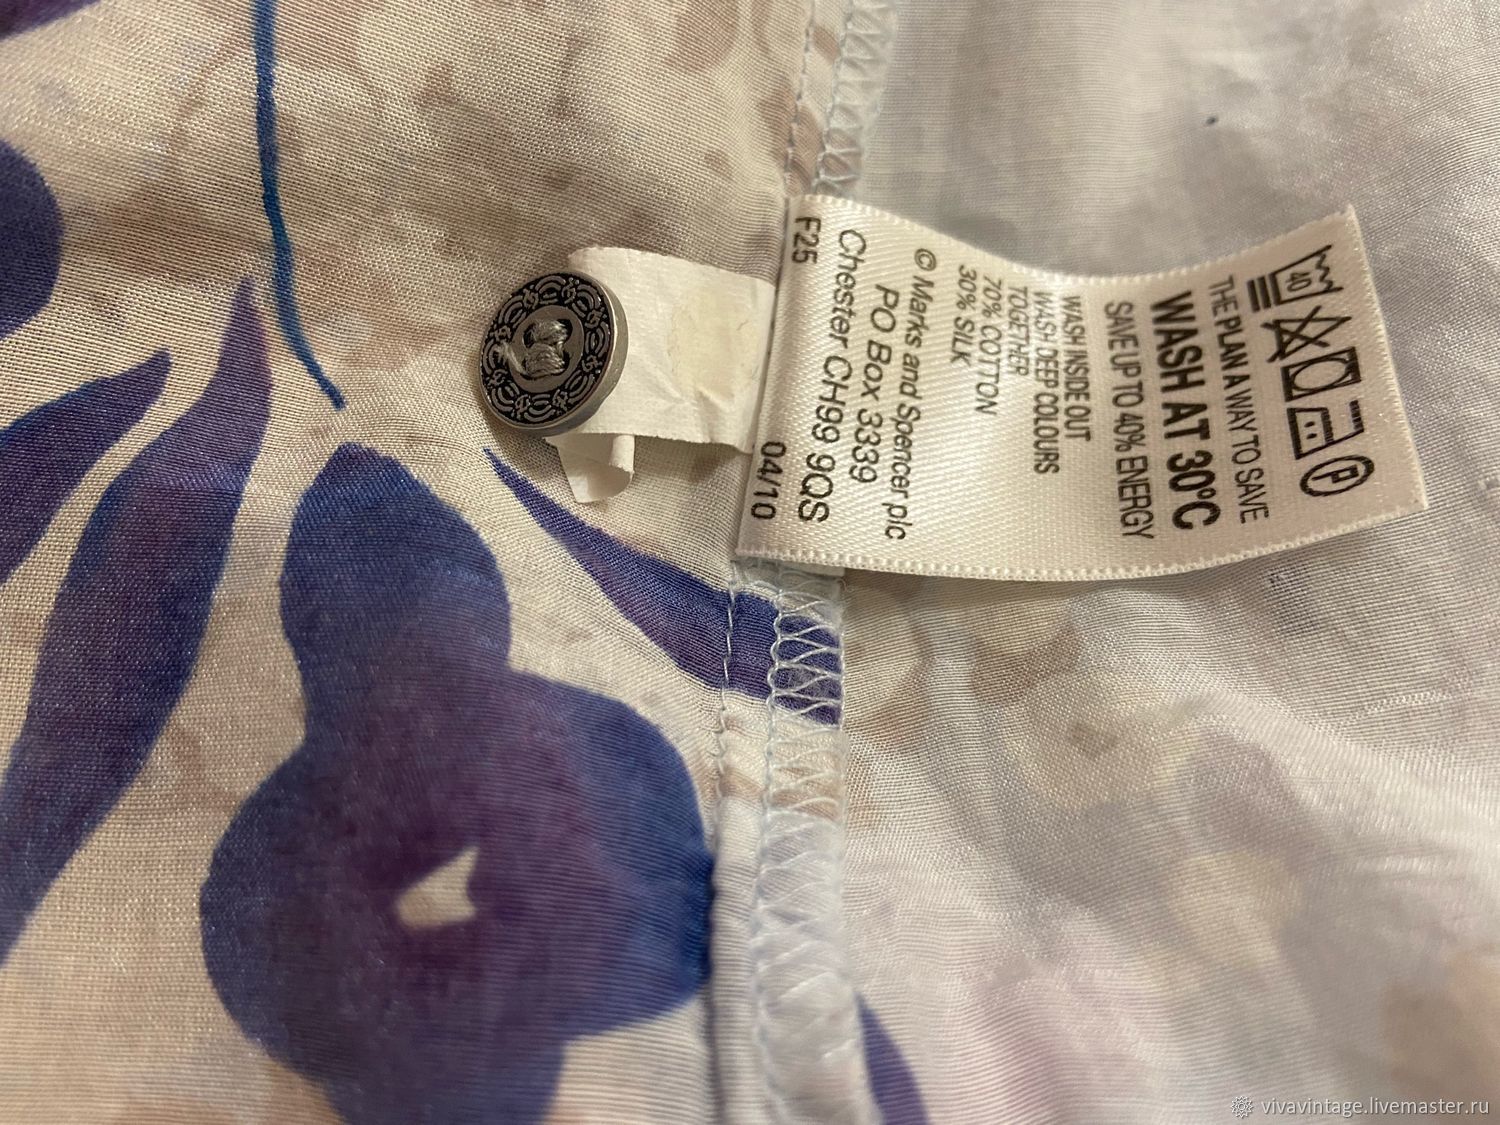 40
P
THE PLAN A WAY TO SAVE
WASH AT 30°C
SAVE UP TO 40% ENERGY
WASH INSIDE OUT
WASH DEEP COLOURS
TOGETHER
70% COTTON
30% SILK
© Marks and Spencer plc
PO Box 3339
Chester CH99 9QS
F25
04/10
vivavintage.livemaster.ru